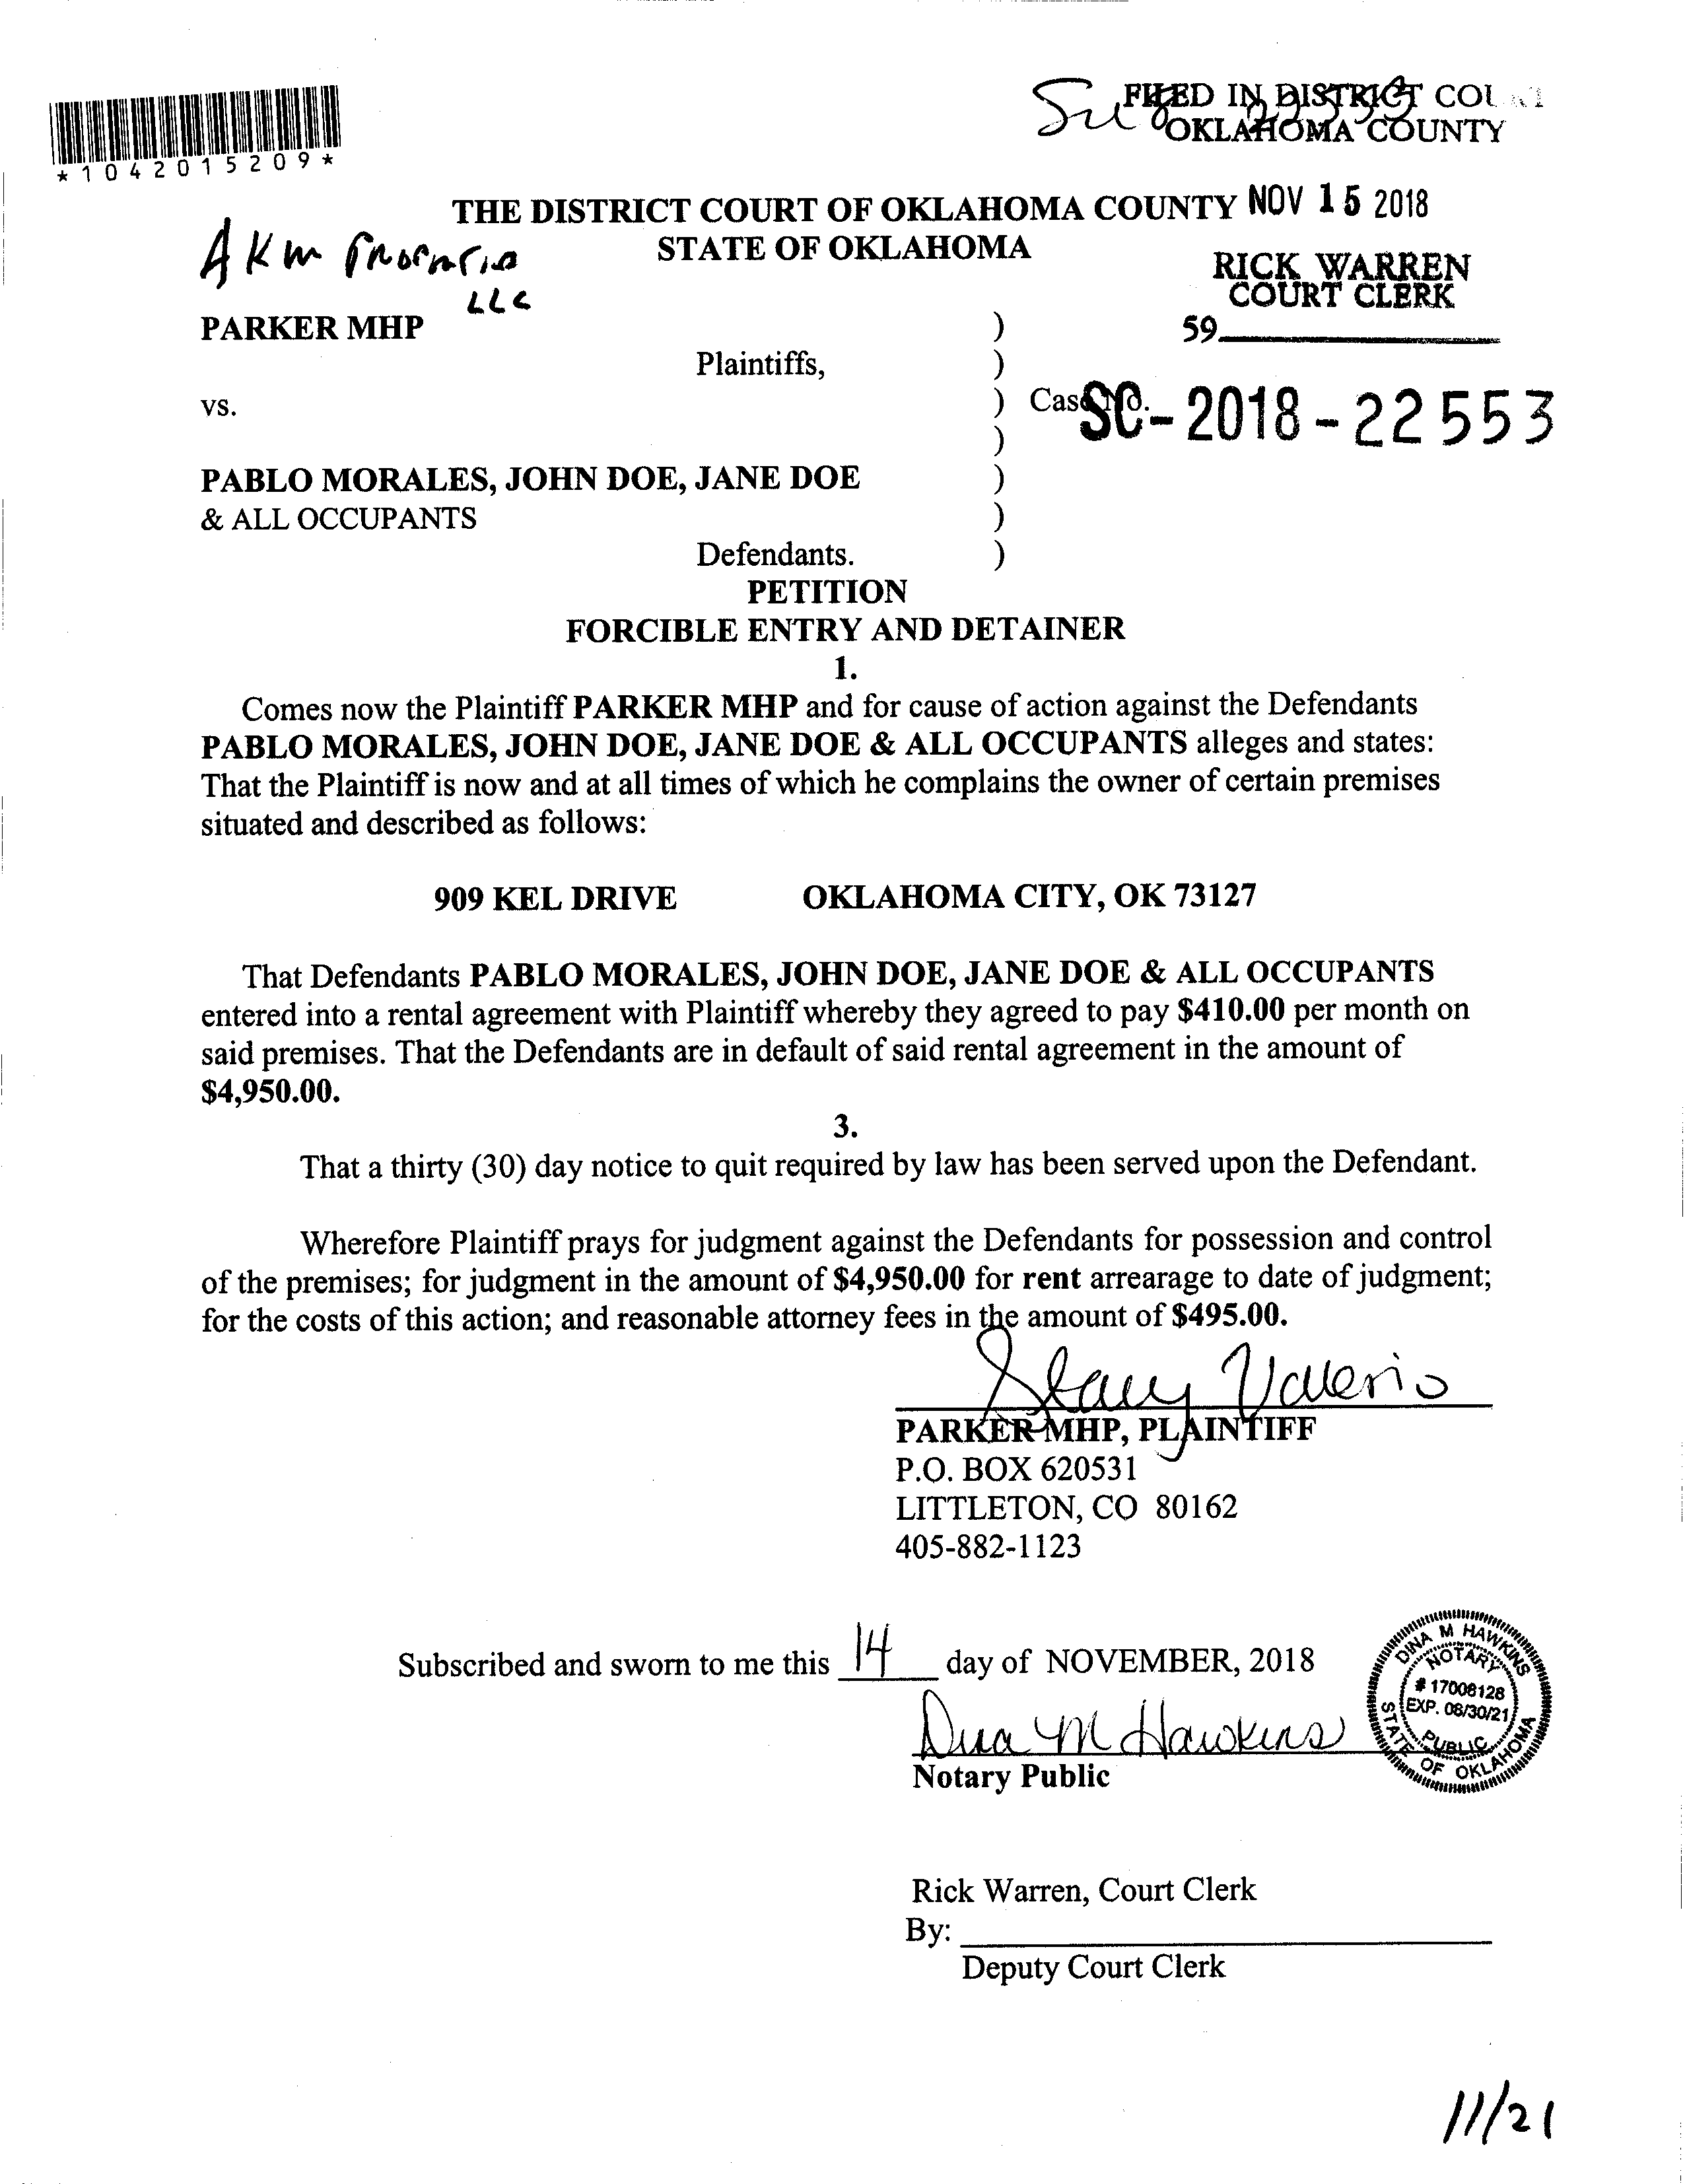 *1042015209*
FILED IN DISTRICT COURT
OKLAHOMA COUNTY
THE DISTRICT COURT OF OKLAHOMA COUNTY NOV 15 2018
STATE OF OKLAHOMA
AKM
LLC
RICK WARREN
COURT CLERK
59
PARKER MHP )
Plaintiffs, )
vs. ) Case No. SC-2018-22553
)
PABLO MORALES, JOHN DOE, JANE DOE )
& ALL OCCUPANTS )
Defendants. )
PETITION
FORCIBLE ENTRY AND DETAINER
1.
Comes now the Plaintiff PARKER MHP and for cause of action against the Defendants
PABLO MORALES, JOHN DOE, JANE DOE & ALL OCCUPANTS alleges and states:
That the Plaintiff is now and at all times of which he complains the owner of certain premises
situated and described as follows:
909 KEL DRIVE OKLAHOMA CITY, OK 73127
That Defendants PABLO MORALES, JOHN DOE, JANE DOE & ALL OCCUPANTS
entered into a rental agreement with Plaintiff whereby they agreed to pay $410.00 per month on
said premises. That the Defendants are in default of said rental agreement in the amount of
$4,950.00.
3.
That a thirty (30) day notice to quit required by law has been served upon the Defendant.
Wherefore Plaintiff prays for judgment against the Defendants for possession and control
of the premises; for judgment in the amount of $4,950.00 for rent arrearage to date of judgment;
for the costs of this action; and reasonable attorney fees in the amount of $495.00.
Stacy Valerio
PARKER MHP, PLAINTIFF
P.O. BOX 620531
LITTLETON, CO 80162
405-882-1123
Subscribed and sworn to me this 14 day of NOVEMBER, 2018
Dina M Hawkins
Notary Public
DINA M HAWKINS
NOTARY
# 17008128
EXP. 08/30/21
PUBLIC
STATE OF OKLAHOMA
Rick Warren, Court Clerk
By:
Deputy Court Clerk
11/21